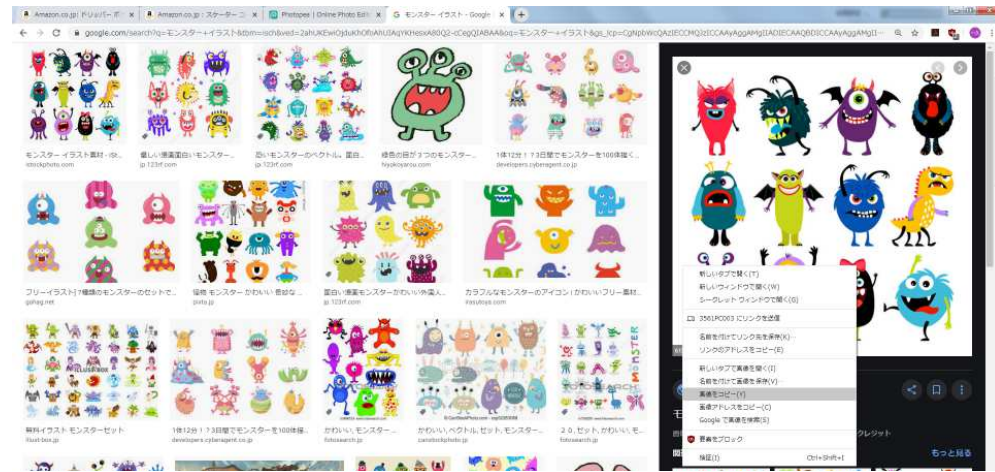 Amazon.co.jp | ドリッパー ポ
Amazon.co.jp : スケーター コ
Photopea | Online Photo Edit
モンスター イラスト - Google
google.com/search?q=モンスター+イラスト&tbm=isch
モンスター イラスト素材 - iSt...
istockphoto.com
優しい漫画面白いモンスター...
jp.123rf.com
恐いモンスターのベクトル。面白...
jp.123rf.com
緑色の目が3つのモンスター...
hiyokoyarou.com
1体12分！？3日間でモンスターを100体描く...
developers.cyberagent.co.jp
フリーイラスト] 7種類のモンスターのセットで...
gahag.net
怪物 モンスター かわいい 奇妙な...
pixta.jp
面白い漫画モンスターかわいい外国人...
jp.123rf.com
カラフルなモンスターのアイコン | かわいいフリー素材...
irasutoya.com
無料イラスト モンスターセット
illust-box.jp
1体12分！？3日間でモンスターを100体描...
developers.cyberagent.co.jp
かわいい, モンスター
fotosearch.jp
かわいい, ベクトル, セット, モンスター...
canstockphoto.jp
20, セット, かわいい, モ...
fotosearch.jp
新しいタブで開く(T)
新しいウィンドウで開く(W)
シークレット ウィンドウで開く(G)
3561PC003 にリンクを送信
名前を付けてリンク先を保存(K)...
リンクのアドレスをコピー(E)
新しいタブで画像を開く(I)
名前を付けて画像を保存(V)...
画像をコピー(Y)
画像アドレスをコピー(C)
Google で画像を検索(S)
要素をブロック
検証(I) Ctrl+Shift+I
クレジット
もっと見る